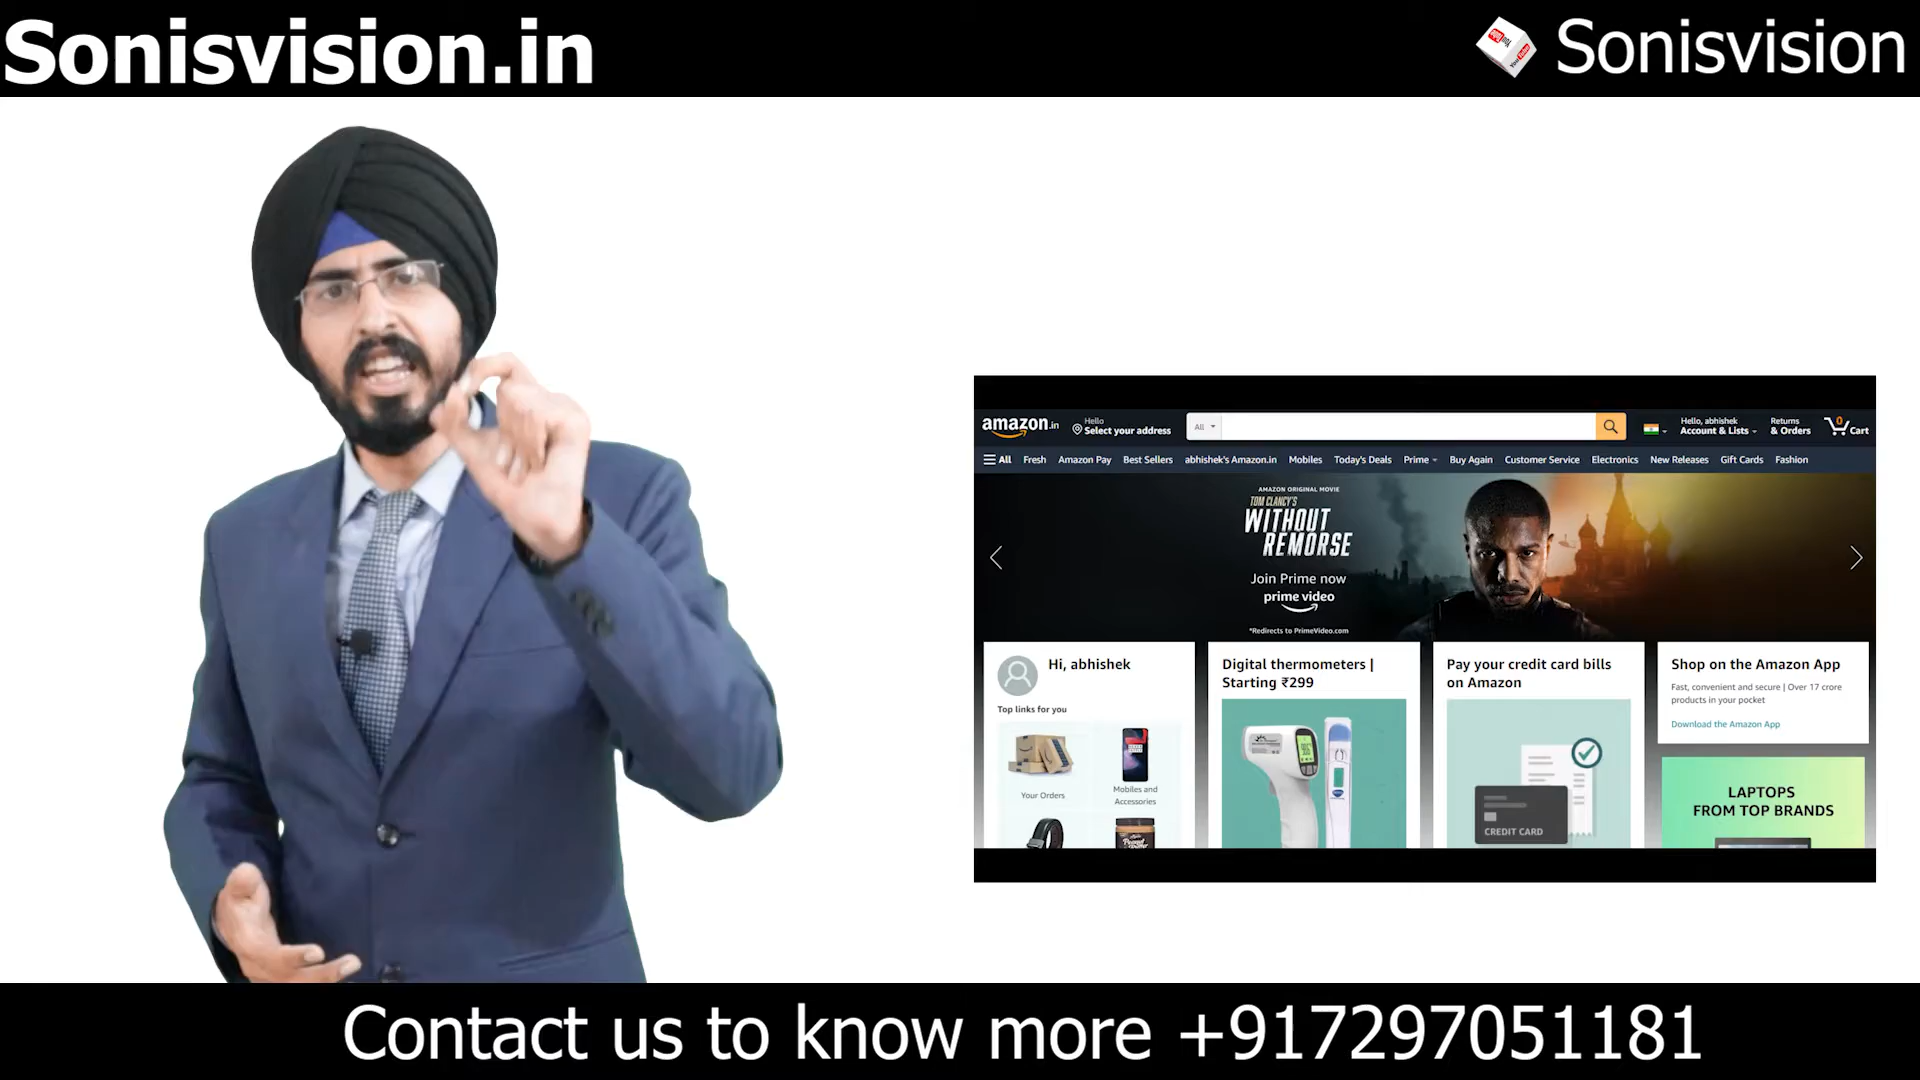 Sonisvision.in
Sonisvision
amazon.in
Hello
Select your address
All
Hello, abhishek
Account & Lists
Returns
& Orders
0
Cart
All
Fresh
Amazon Pay
Best Sellers
abhishek's Amazon.in
Mobiles
Today's Deals
Prime
Buy Again
Customer Service
Electronics
New Releases
Gift Cards
Fashion
AMAZON ORIGINAL MOVIE
TOM CLANCY'S
WITHOUT
REMORSE
Join Prime now
prime video
*Redirects to PrimeVideo.com
Hi, abhishek
Top links for you
Your Orders
Mobiles and
Accessories
Digital thermometers |
Starting ₹299
Pay your credit card bills
on Amazon
CREDIT CARD
Shop on the Amazon App
Fast, convenient and secure | Over 17 crore
products in your pocket
Download the Amazon App
LAPTOPS
FROM TOP BRANDS
Contact us to know more +917297051181